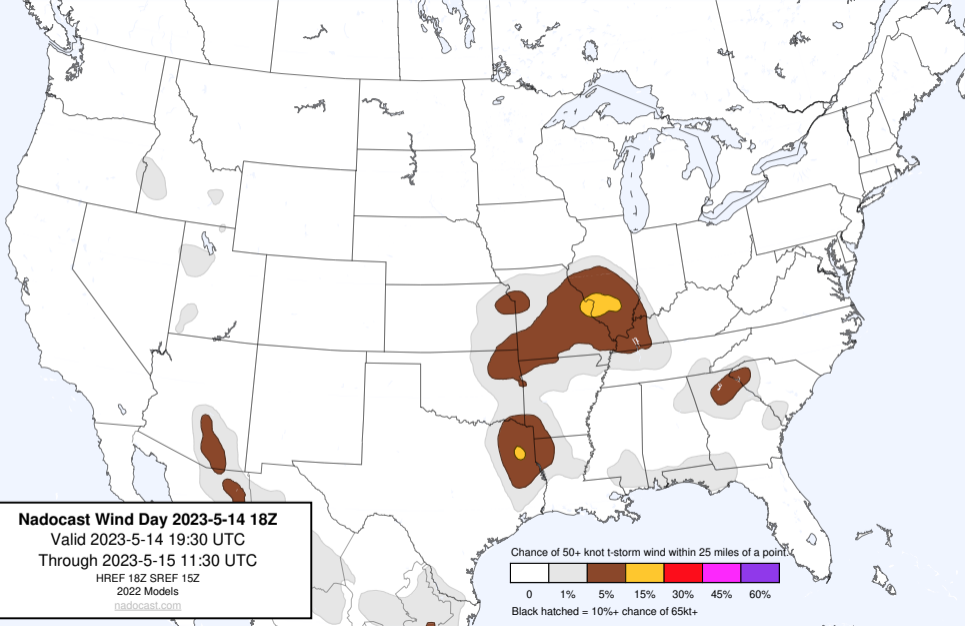 Nadocast Wind Day 2023-5-14 18Z
Valid 2023-5-14 19:30 UTC
Through 2023-5-15 11:30 UTC
HREF 18Z SREF 15Z
2022 Models
nadocast.com
Chance of 50+ knot t-storm wind within 25 miles of a point.
0 1% 5% 15% 30% 45% 60%
Black hatched = 10%+ chance of 65kt+